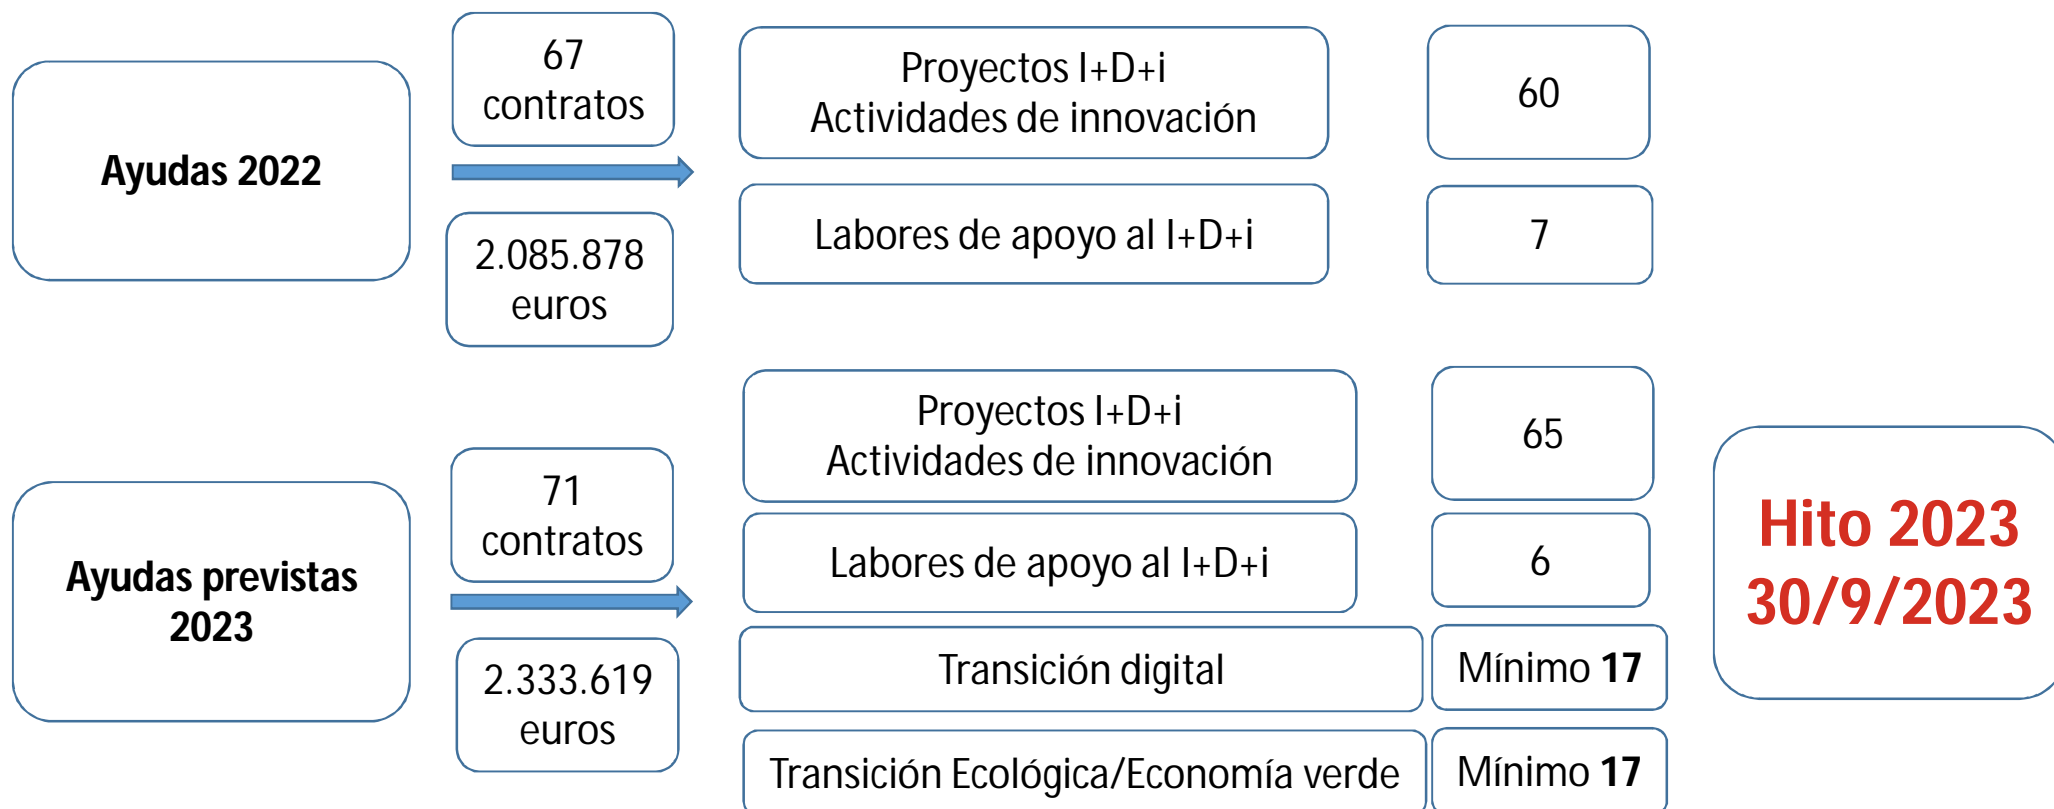 Ayudas 2022
67
contratos
2.085.878
euros
Proyectos I+D+i
Actividades de innovación
60
Labores de apoyo al I+D+i
7
Ayudas previstas
2023
71
contratos
2.333.619
euros
Proyectos I+D+i
Actividades de innovación
65
Labores de apoyo al I+D+i
6
Transición digital
Mínimo 17
Transición Ecológica/Economía verde
Mínimo 17
Hito 2023
30/9/2023